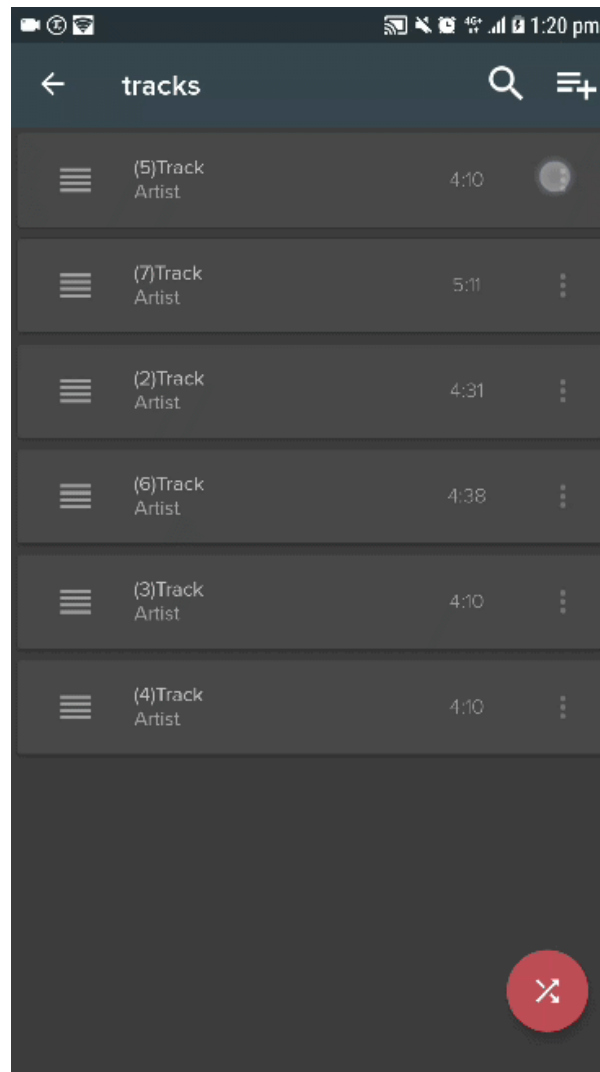 4G+ 1:20 pm
tracks
(5)Track 4:10
Artist
(7)Track 5:11
Artist
(2)Track 4:31
Artist
(6)Track 4:38
Artist
(3)Track 4:10
Artist
(4)Track 4:10
Artist